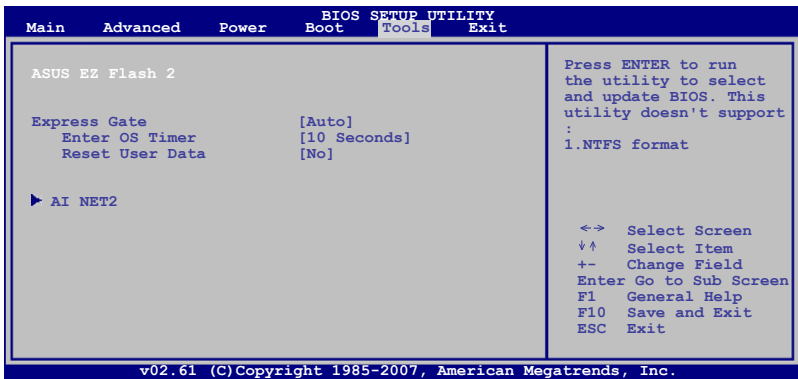 BIOS SETUP UTILITY
Main Advanced Power Boot Tools Exit
ASUS EZ Flash 2
Express Gate [Auto]
Enter OS Timer [10 Seconds]
Reset User Data [No]
AI NET2
Press ENTER to run
the utility to select
and update BIOS. This
utility doesn't support
:
1.NTFS format
←→ Select Screen
↓↑ Select Item
+- Change Field
Enter Go to Sub Screen
F1 General Help
F10 Save and Exit
ESC Exit
v02.61 (C)Copyright 1985-2007, American Megatrends, Inc.